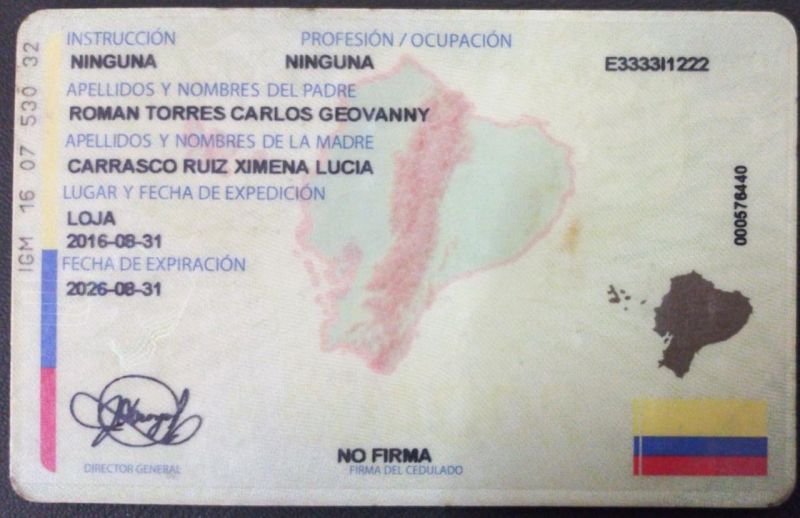 INSTRUCCIÓN PROFESIÓN / OCUPACIÓN
NINGUNA NINGUNA E3333I1222
APELLIDOS Y NOMBRES DEL PADRE
ROMAN TORRES CARLOS GEOVANNY
APELLIDOS Y NOMBRES DE LA MADRE
CARRASCO RUIZ XIMENA LUCIA
LUGAR Y FECHA DE EXPEDICIÓN
LOJA
2016-08-31
FECHA DE EXPIRACIÓN
2026-08-31
DIRECTOR GENERAL
NO FIRMA
FIRMA DEL CEDULADO
IGM 16 07 530 32
000576440